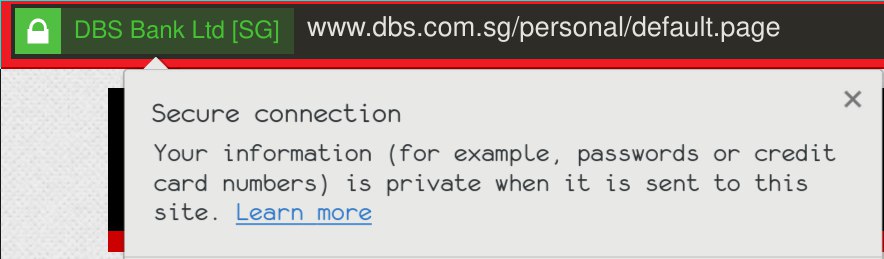 DBS Bank Ltd [SG] www.dbs.com.sg/personal/default.page
Secure connection
Your information (for example, passwords or credit
card numbers) is private when it is sent to this
site. Learn more